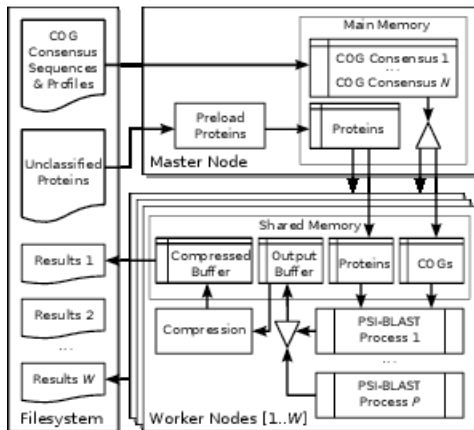 COG
Consensus
Sequences
& Profiles
Unclassified
Proteins
Results 1
Results 2
...
Results W
Filesystem
Main Memory
COG Consensus 1
...
COG Consensus N
Preload
Proteins
Proteins
Master Node
Shared Memory
Compressed
Buffer
Output
Buffer
Proteins
COGs
Compression
PSI-BLAST
Process 1
...
PSI-BLAST
Process P
Worker Nodes [1..W]